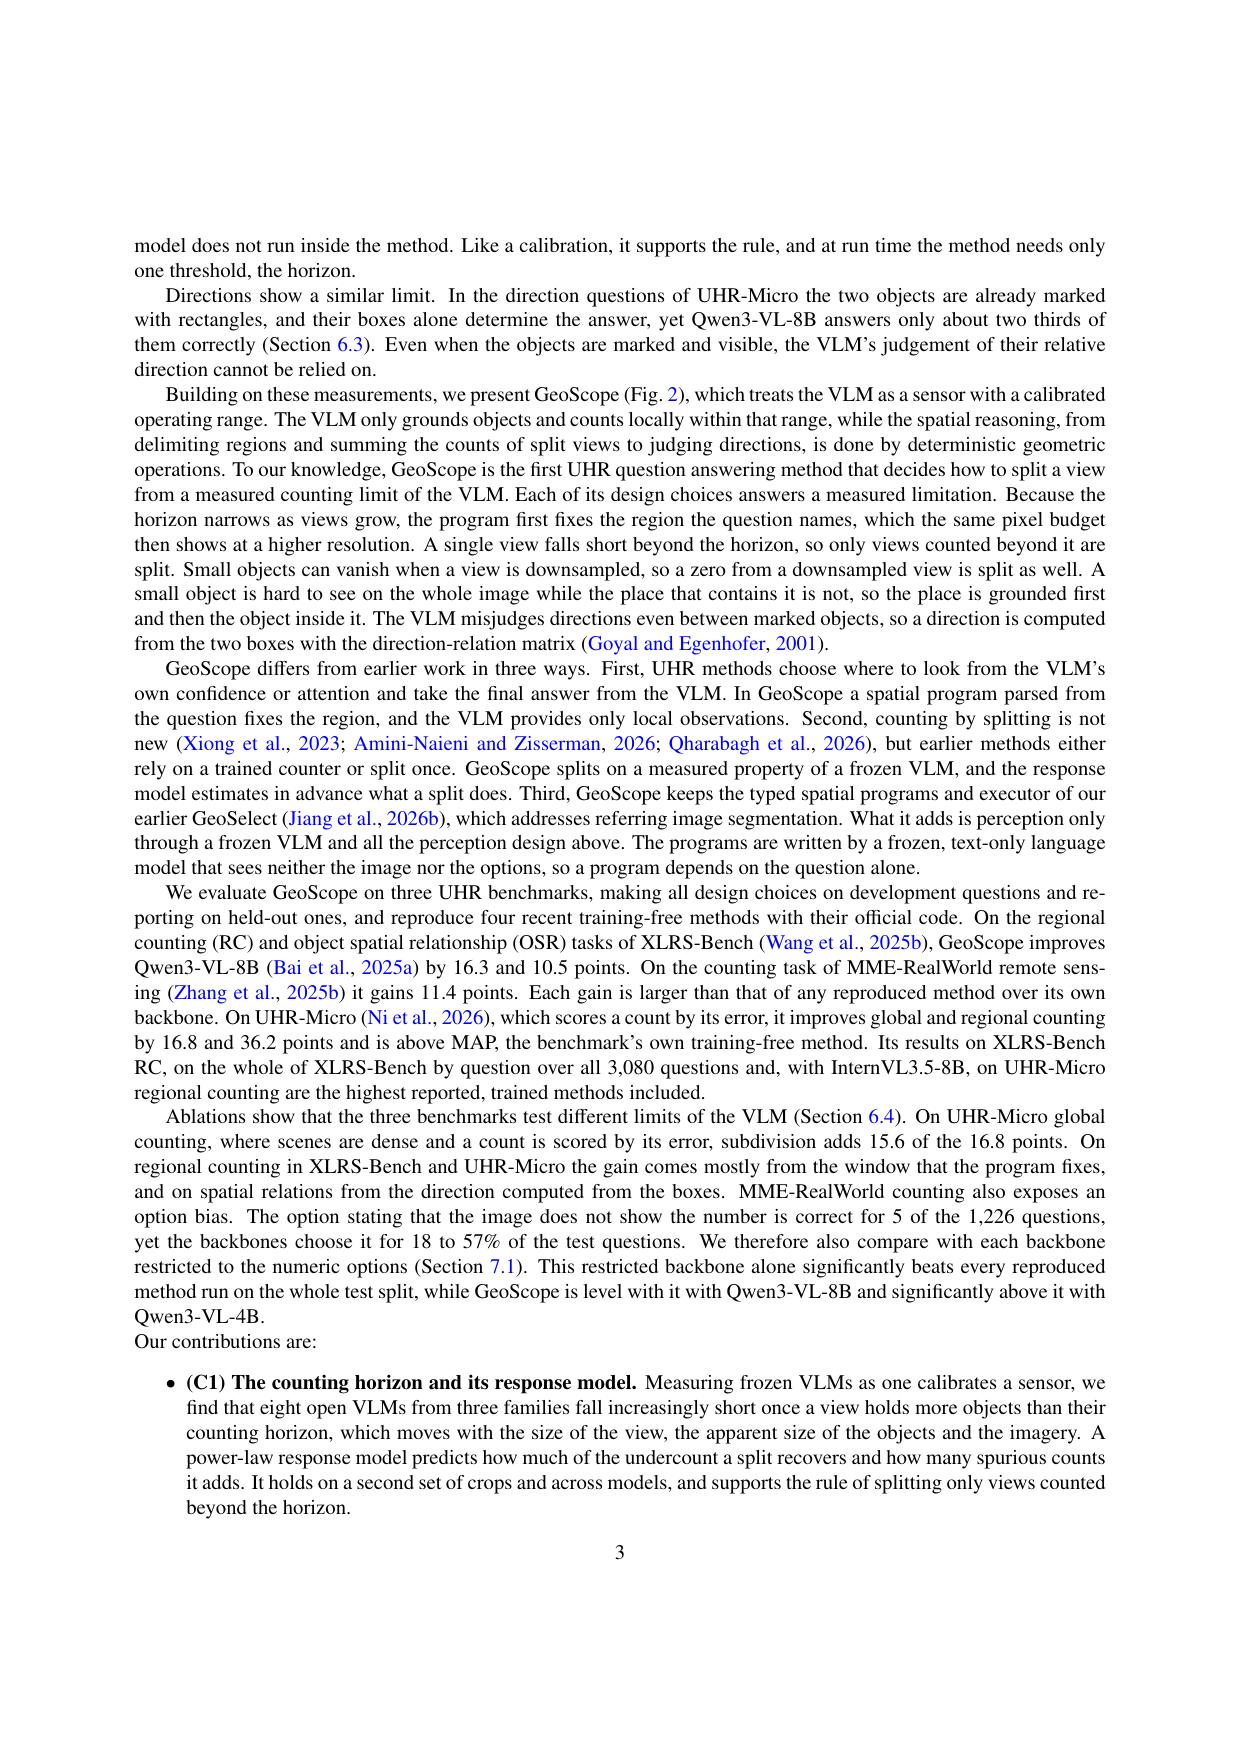 model does not run inside the method. Like a calibration, it supports the rule, and at run time the method needs only
one threshold, the horizon.
Directions show a similar limit. In the direction questions of UHR-Micro the two objects are already marked
with rectangles, and their boxes alone determine the answer, yet Qwen3-VL-8B answers only about two thirds of
them correctly (Section 6.3). Even when the objects are marked and visible, the VLM's judgement of their relative
direction cannot be relied on.
Building on these measurements, we present GeoScope (Fig. 2), which treats the VLM as a sensor with a calibrated
operating range. The VLM only grounds objects and counts locally within that range, while the spatial reasoning, from
delimiting regions and summing the counts of split views to judging directions, is done by deterministic geometric
operations. To our knowledge, GeoScope is the first UHR question answering method that decides how to split a view
from a measured counting limit of the VLM. Each of its design choices answers a measured limitation. Because the
horizon narrows as views grow, the program first fixes the region the question names, which the same pixel budget
then shows at a higher resolution. A single view falls short beyond the horizon, so only views counted beyond it are
split. Small objects can vanish when a view is downsampled, so a zero from a downsampled view is split as well. A
small object is hard to see on the whole image while the place that contains it is not, so the place is grounded first
and then the object inside it. The VLM misjudges directions even between marked objects, so a direction is computed
from the two boxes with the direction-relation matrix (Goyal and Egenhofer, 2001).
GeoScope differs from earlier work in three ways. First, UHR methods choose where to look from the VLM's
own confidence or attention and take the final answer from the VLM. In GeoScope a spatial program parsed from
the question fixes the region, and the VLM provides only local observations. Second, counting by splitting is not
new (Xiong et al., 2023; Amini-Naieni and Zisserman, 2026; Qharabagh et al., 2026), but earlier methods either
rely on a trained counter or split once. GeoScope splits on a measured property of a frozen VLM, and the response
model estimates in advance what a split does. Third, GeoScope keeps the typed spatial programs and executor of our
earlier GeoSelect (Jiang et al., 2026b), which addresses referring image segmentation. What it adds is perception only
through a frozen VLM and all the perception design above. The programs are written by a frozen, text-only language
model that sees neither the image nor the options, so a program depends on the question alone.
We evaluate GeoScope on three UHR benchmarks, making all design choices on development questions and re-
porting on held-out ones, and reproduce four recent training-free methods with their official code. On the regional
counting (RC) and object spatial relationship (OSR) tasks of XLRS-Bench (Wang et al., 2025b), GeoScope improves
Qwen3-VL-8B (Bai et al., 2025a) by 16.3 and 10.5 points. On the counting task of MME-RealWorld remote sens-
ing (Zhang et al., 2025b) it gains 11.4 points. Each gain is larger than that of any reproduced method over its own
backbone. On UHR-Micro (Ni et al., 2026), which scores a count by its error, it improves global and regional counting
by 16.8 and 36.2 points and is above MAP, the benchmark's own training-free method. Its results on XLRS-Bench
RC, on the whole of XLRS-Bench by question over all 3,080 questions and, with InternVL3.5-8B, on UHR-Micro
regional counting are the highest reported, trained methods included.
Ablations show that the three benchmarks test different limits of the VLM (Section 6.4). On UHR-Micro global
counting, where scenes are dense and a count is scored by its error, subdivision adds 15.6 of the 16.8 points. On
regional counting in XLRS-Bench and UHR-Micro the gain comes mostly from the window that the program fixes,
and on spatial relations from the direction computed from the boxes. MME-RealWorld counting also exposes an
option bias. The option stating that the image does not show the number is correct for 5 of the 1,226 questions,
yet the backbones choose it for 18 to 57% of the test questions. We therefore also compare with each backbone
restricted to the numeric options (Section 7.1). This restricted backbone alone significantly beats every reproduced
method run on the whole test split, while GeoScope is level with it with Qwen3-VL-8B and significantly above it with
Qwen3-VL-4B.
Our contributions are:
• (C1) The counting horizon and its response model. Measuring frozen VLMs as one calibrates a sensor, we
find that eight open VLMs from three families fall increasingly short once a view holds more objects than their
counting horizon, which moves with the size of the view, the apparent size of the objects and the imagery. A
power-law response model predicts how much of the undercount a split recovers and how many spurious counts
it adds. It holds on a second set of crops and across models, and supports the rule of splitting only views counted
beyond the horizon.
3